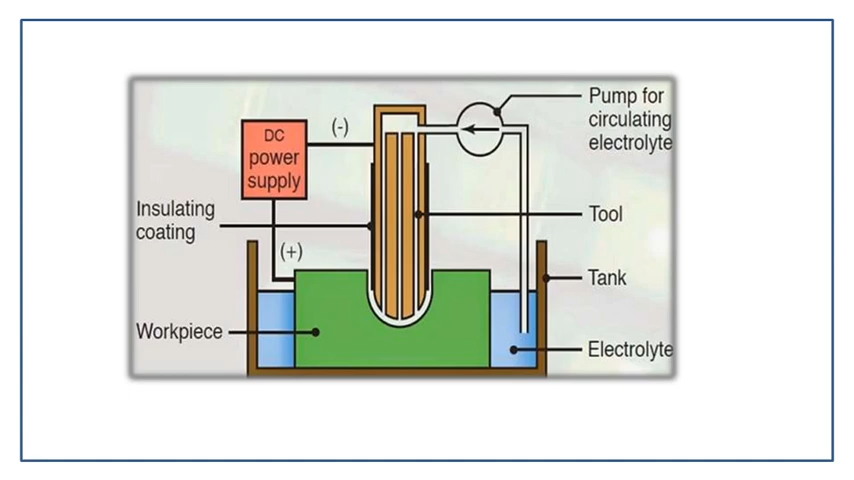 Pump for
circulating
electrolyte
(-)
DC
power
supply
Insulating
coating
Tool
(+)
Tank
Workpiece
Electrolyte